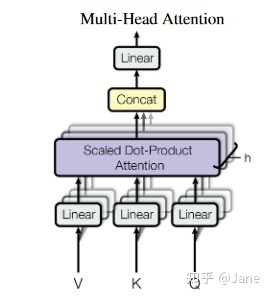 Multi-Head Attention
Linear
Concat
Scaled Dot-Product
Attention
h
Linear
Linear
Linear
V
K
Q
知乎 @Jane